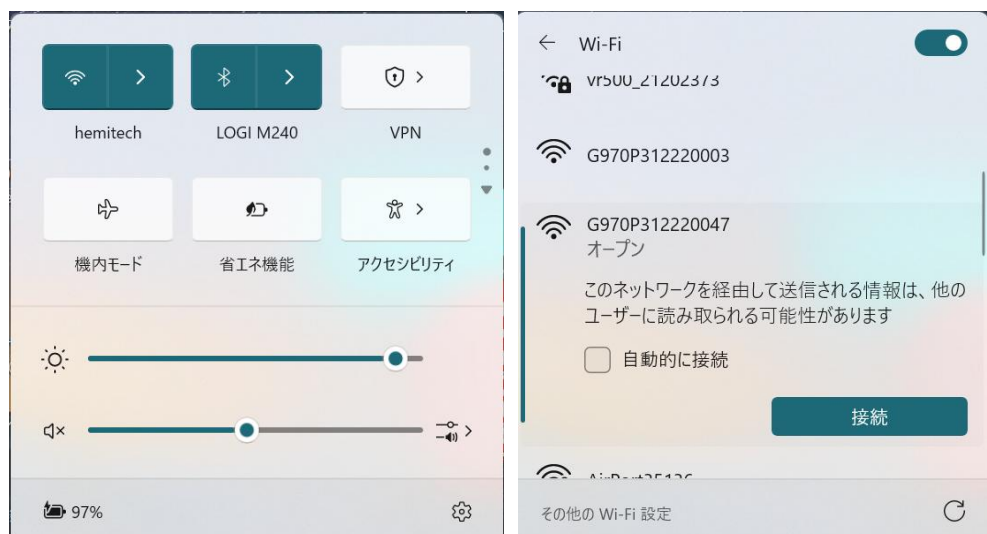 hemitech
LOGI M240
VPN
機内モード
省エネ機能
アクセシビリティ
97%
Wi-Fi
vr500_21202373
G970P312220003
G970P312220047
オープン
このネットワークを経由して送信される情報は、他の
ユーザーに読み取られる可能性があります
自動的に接続
接続
その他の Wi-Fi 設定